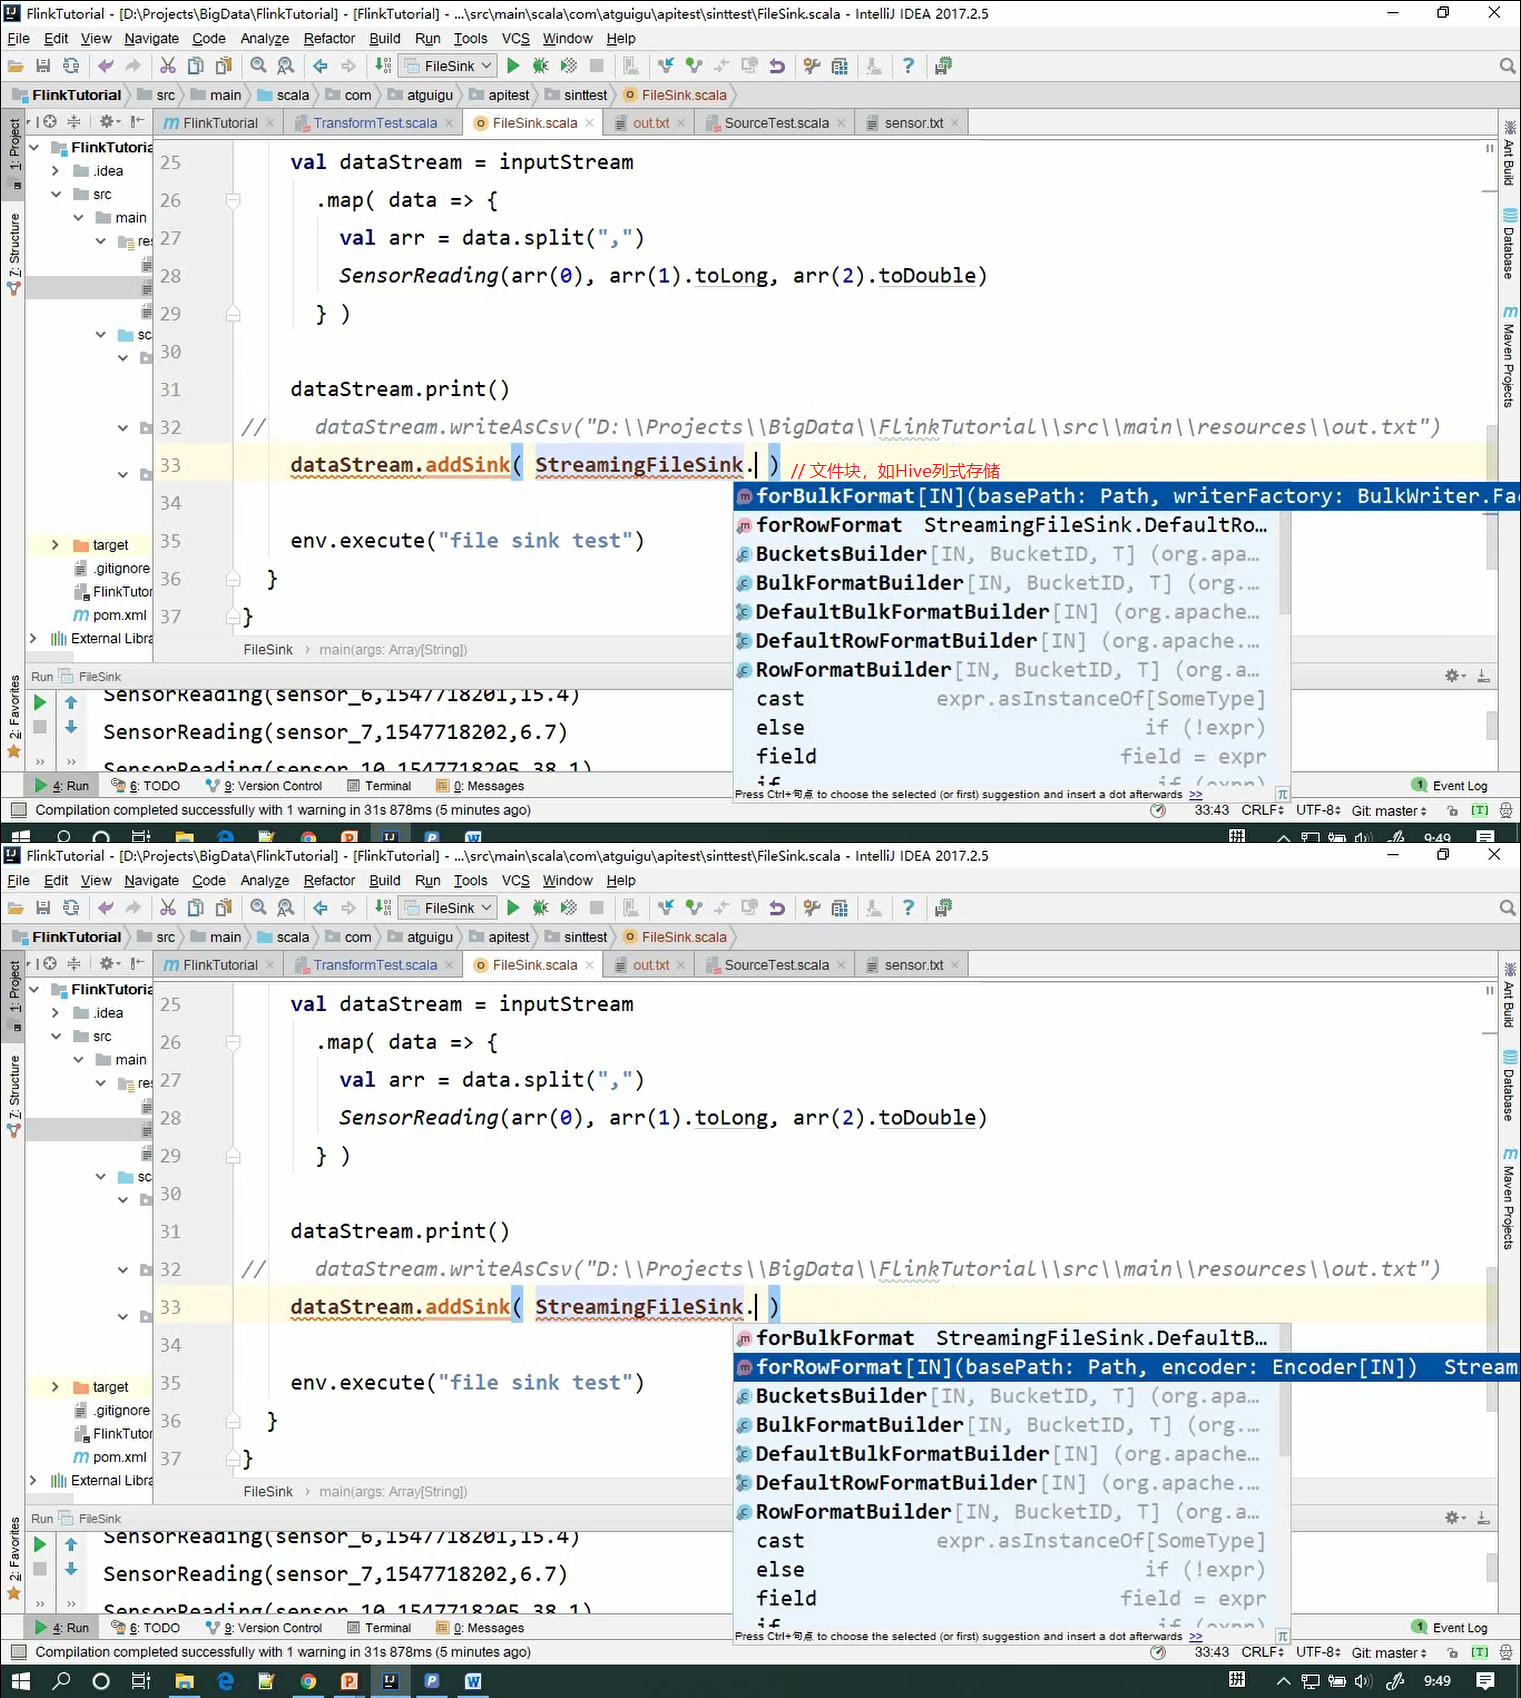 FlinkTutorial - [D:\Projects\BigData\FlinkTutorial] - [FlinkTutorial] - ...\src\main\scala\com\atguigu\apitest\sinttest\FileSink.scala - IntelliJ IDEA 2017.2.5
File Edit View Navigate Code Analyze Refactor Build Run Tools VCS Window Help
FileSink
FlinkTutorial src main scala com atguigu apitest sinttest FileSink.scala
FlinkTutorial TransformTest.scala FileSink.scala out.txt SourceTest.scala sensor.txt
1: Project
7: Structure
2: Favorites
FlinkTutoria
.idea
src
main
res
sc
target
.gitignore
FlinkTutor
pom.xml
External Libra
25 val dataStream = inputStream
26 .map( data => {
27 val arr = data.split(",")
28 SensorReading(arr(0), arr(1).toLong, arr(2).toDouble)
29 } )
30
31 dataStream.print()
32 // dataStream.writeAsCsv("D:\\Projects\\BigData\\FlinkTutorial\\src\\main\\resources\\out.txt")
33 dataStream.addSink( StreamingFileSink. ) // 文件块，如Hive列式存储
34
35 env.execute("file sink test")
36 }
37 }
forBulkFormat[IN](basePath: Path, writerFactory: BulkWriter.Fac
forRowFormat StreamingFileSink.DefaultRo...
BucketsBuilder[IN, BucketID, T] (org.apa...
BulkFormatBuilder[IN, BucketID, T] (org....
DefaultBulkFormatBuilder[IN] (org.apache...
DefaultRowFormatBuilder[IN] (org.apache....
RowFormatBuilder[IN, BucketID, T] (org.a...
cast expr.asInstanceOf[SomeType]
else if (!expr)
field field = expr
if if (expr)
Press Ctrl+句点 to choose the selected (or first) suggestion and insert a dot afterwards >>
Ant Build
Database
Maven Projects
FileSink main(args: Array[String])
Run FileSink
SensorReading(sensor_6,1547718201,15.4)
SensorReading(sensor_7,1547718202,6.7)
SensorReading(sensor_10,1547718205,38.1)
4: Run 6: TODO 9: Version Control Terminal 0: Messages 1 Event Log
Compilation completed successfully with 1 warning in 31s 878ms (5 minutes ago) 33:43 CRLF UTF-8 Git: master [T]
拼 9:49
FlinkTutorial - [D:\Projects\BigData\FlinkTutorial] - [FlinkTutorial] - ...\src\main\scala\com\atguigu\apitest\sinttest\FileSink.scala - IntelliJ IDEA 2017.2.5
File Edit View Navigate Code Analyze Refactor Build Run Tools VCS Window Help
FileSink
FlinkTutorial src main scala com atguigu apitest sinttest FileSink.scala
FlinkTutorial TransformTest.scala FileSink.scala out.txt SourceTest.scala sensor.txt
1: Project
7: Structure
2: Favorites
FlinkTutoria
.idea
src
main
res
sc
target
.gitignore
FlinkTutor
pom.xml
External Libra
25 val dataStream = inputStream
26 .map( data => {
27 val arr = data.split(",")
28 SensorReading(arr(0), arr(1).toLong, arr(2).toDouble)
29 } )
30
31 dataStream.print()
32 // dataStream.writeAsCsv("D:\\Projects\\BigData\\FlinkTutorial\\src\\main\\resources\\out.txt")
33 dataStream.addSink( StreamingFileSink. )
34
35 env.execute("file sink test")
36 }
37 }
forBulkFormat StreamingFileSink.DefaultB...
forRowFormat[IN](basePath: Path, encoder: Encoder[IN]) Stream
BucketsBuilder[IN, BucketID, T] (org.apa...
BulkFormatBuilder[IN, BucketID, T] (org....
DefaultBulkFormatBuilder[IN] (org.apache...
DefaultRowFormatBuilder[IN] (org.apache....
RowFormatBuilder[IN, BucketID, T] (org.a...
cast expr.asInstanceOf[SomeType]
else if (!expr)
field field = expr
if if (expr)
Press Ctrl+句点 to choose the selected (or first) suggestion and insert a dot afterwards >>
Ant Build
Database
Maven Projects
FileSink main(args: Array[String])
Run FileSink
SensorReading(sensor_6,1547718201,15.4)
SensorReading(sensor_7,1547718202,6.7)
SensorReading(sensor_10,1547718205,38.1)
4: Run 6: TODO 9: Version Control Terminal 0: Messages 1 Event Log
Compilation completed successfully with 1 warning in 31s 878ms (5 minutes ago) 33:43 CRLF UTF-8 Git: master [T]
拼 9:49